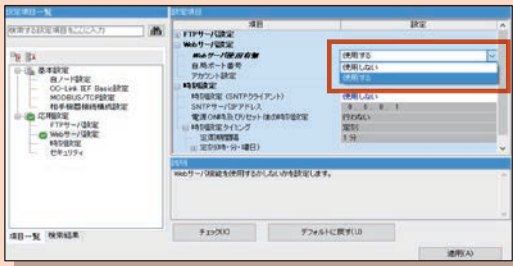 設定項目一覧
検索する設定項目をここに入力
基本設定
自ノード設定
CC-Link IEF Basic設定
MODBUS/TCP設定
相手機器接続構成設定
応用設定
FTPサーバ設定
Webサーバ設定
時刻設定
セキュリティ
項目一覧 検索結果
設定項目
項目 設定
FTPサーバ設定
Webサーバ設定
Webサーバ使用有無 使用する
自局ポート番号 使用しない
アカウント設定 使用する
時刻設定
時刻設定 (SNTPクライアント) 使用しない
SNTPサーバIPアドレス 0 . 0 . 0 . 1
電源ON時及びリセット後の時刻設定 行わない
時刻設定タイミング 定刻
定周期間隔 1 分
定刻(時・分・曜日)
説明
Webサーバ機能を使用するかしないかを設定します。
チェック(K) デフォルトに戻す(U)
適用(A)